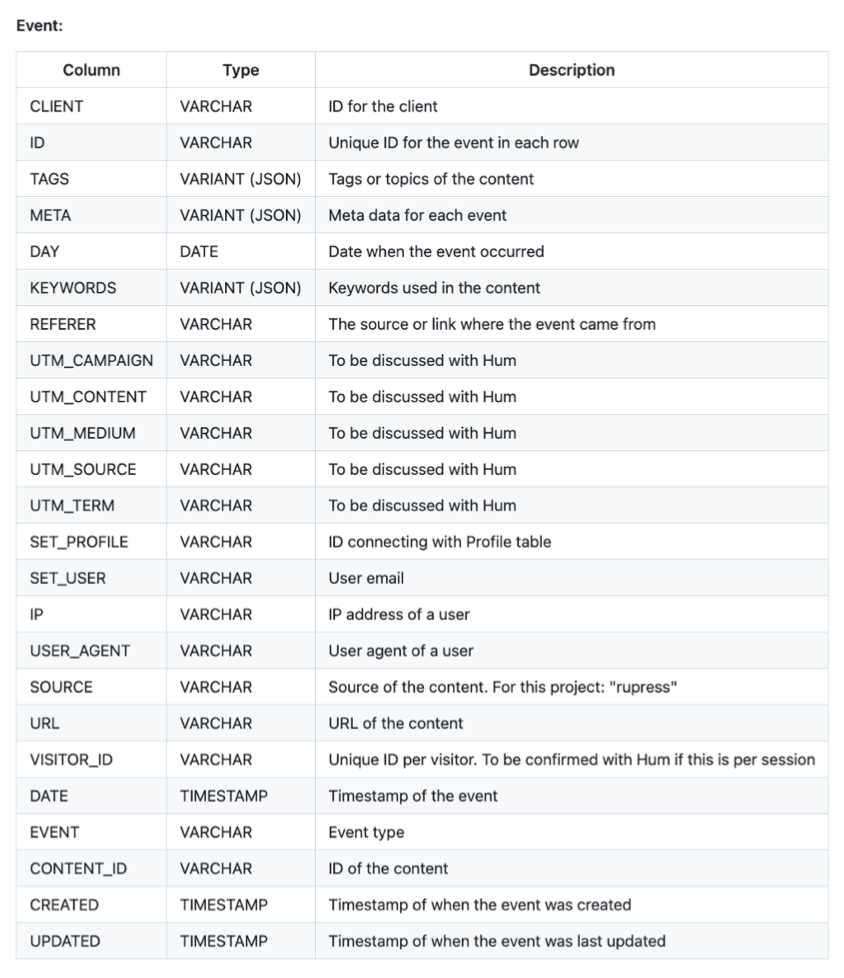 Event:
Column Type Description
CLIENT VARCHAR ID for the client
ID VARCHAR Unique ID for the event in each row
TAGS VARIANT (JSON) Tags or topics of the content
META VARIANT (JSON) Meta data for each event
DAY DATE Date when the event occurred
KEYWORDS VARIANT (JSON) Keywords used in the content
REFERER VARCHAR The source or link where the event came from
UTM_CAMPAIGN VARCHAR To be discussed with Hum
UTM_CONTENT VARCHAR To be discussed with Hum
UTM_MEDIUM VARCHAR To be discussed with Hum
UTM_SOURCE VARCHAR To be discussed with Hum
UTM_TERM VARCHAR To be discussed with Hum
SET_PROFILE VARCHAR ID connecting with Profile table
SET_USER VARCHAR User email
IP VARCHAR IP address of a user
USER_AGENT VARCHAR User agent of a user
SOURCE VARCHAR Source of the content. For this project: "rupress"
URL VARCHAR URL of the content
VISITOR_ID VARCHAR Unique ID per visitor. To be confirmed with Hum if this is per session
DATE TIMESTAMP Timestamp of the event
EVENT VARCHAR Event type
CONTENT_ID VARCHAR ID of the content
CREATED TIMESTAMP Timestamp of when the event was created
UPDATED TIMESTAMP Timestamp of when the event was last updated